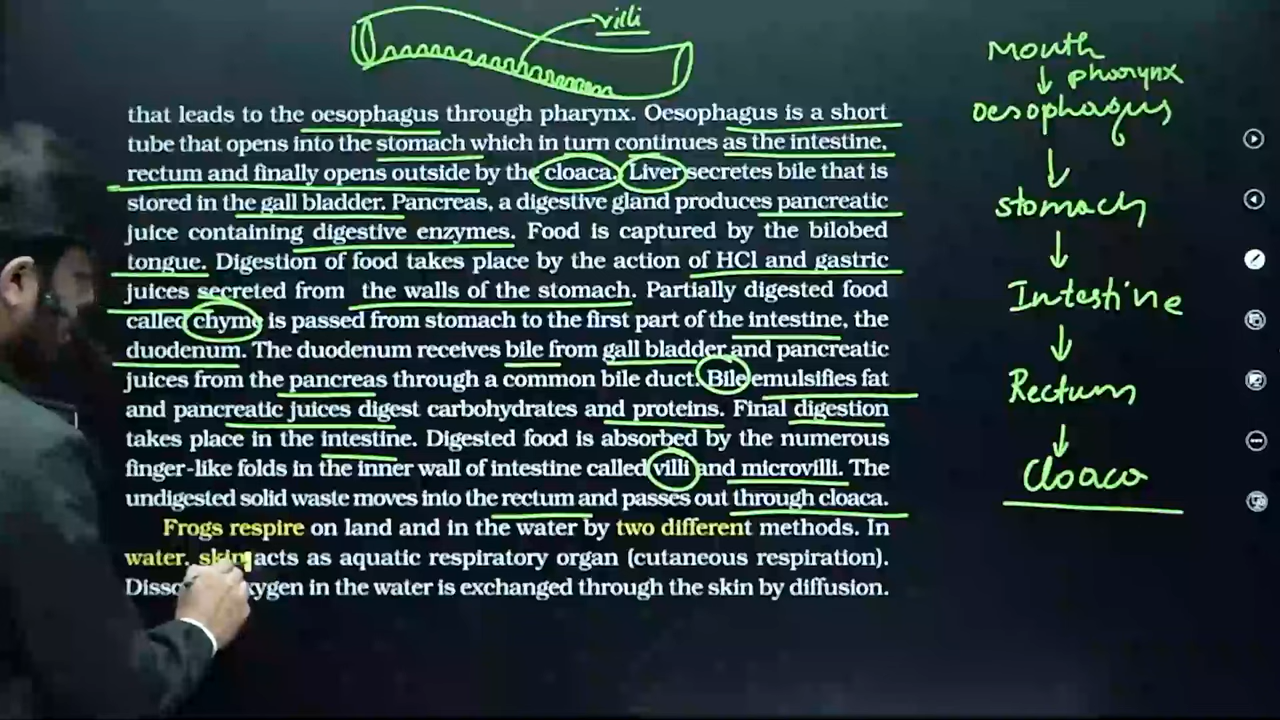 villi
that leads to the oesophagus through pharynx. Oesophagus is a short
tube that opens into the stomach which in turn continues as the intestine,
rectum and finally opens outside by the cloaca. Liver secretes bile that is
stored in the gall bladder. Pancreas, a digestive gland produces pancreatic
juice containing digestive enzymes. Food is captured by the bilobed
tongue. Digestion of food takes place by the action of HCl and gastric
juices secreted from the walls of the stomach. Partially digested food
called chyme is passed from stomach to the first part of the intestine, the
duodenum. The duodenum receives bile from gall bladder and pancreatic
juices from the pancreas through a common bile duct. Bile emulsifies fat
and pancreatic juices digest carbohydrates and proteins. Final digestion
takes place in the intestine. Digested food is absorbed by the numerous
finger-like folds in the inner wall of intestine called villi and microvilli. The
undigested solid waste moves into the rectum and passes out through cloaca.
Frogs respire on land and in the water by two different methods. In
water, skin acts as aquatic respiratory organ (cutaneous respiration).
in the water is exchanged through the skin by diffusion.
Mouth
pharynx
Oesophagus
stomach
Intestine
Rectum
Cloaca